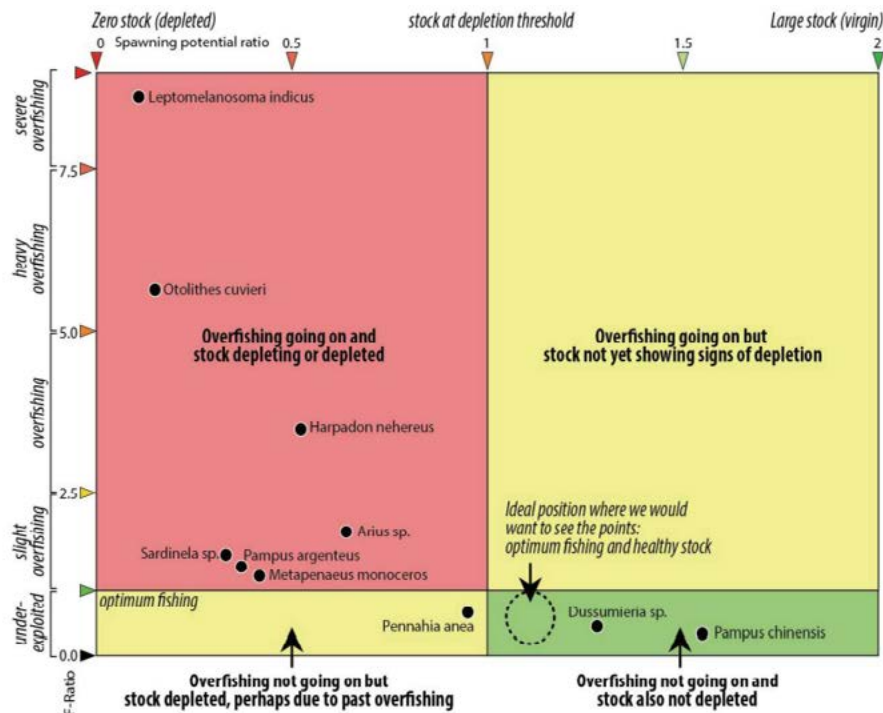 Zero stock (depleted)
stock at depletion threshold
Large stock (virgin)
0 Spawning potential ratio 0.5 1 1.5 2
severe
overfishing
Leptomelanosoma indicus
7.5
heavy
overfishing
Otolithes cuvieri
5.0
Overfishing going on and
stock depleting or depleted
Overfishing going on but
stock not yet showing signs of depletion
overfishing
Harpadon nehereus
2.5
slight
overfishing
Arius sp.
Sardinela sp.
Pampus argenteus
Metapenaeus monoceros
Ideal position where we would
want to see the points:
optimum fishing and healthy stock
optimum fishing
under-
exploited
Pennahia anea
Dussumieria sp.
Pampus chinensis
0.0
F-Ratio
Overfishing not going on but
stock depleted, perhaps due to past overfishing
Overfishing not going on and
stock also not depleted